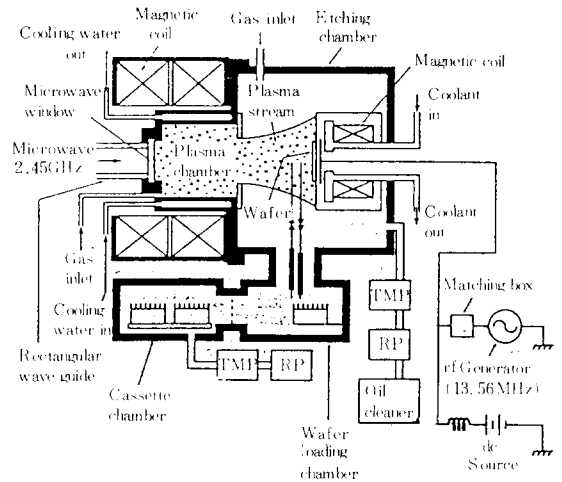 Magnetic
coil
Gas inlet
Etching
chamber
Cooling water
out
Magnetic coil
Microwave
window
Plasma
stream
Coolant
in
Microwave
2.45GHz
Plasma
chamber
Wafer
Coolant
out
Gas
inlet
Cooling
water in
TMP
Matching box
RP
Rectangular
wave guide
TMP
RP
rf Generator
(13.56MHz)
Cassette
chamber
Oil
cleaner
Wafer
loading
chamber
dc
Source